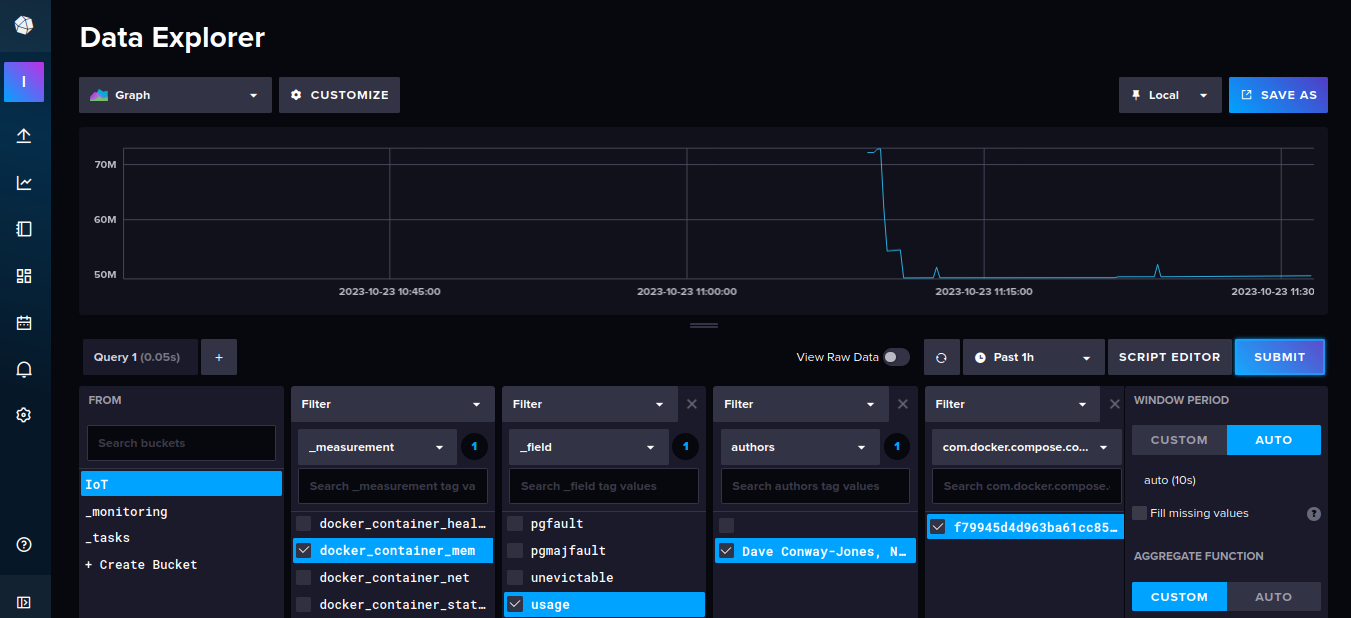 Data Explorer
I
Graph
CUSTOMIZE
Local
SAVE AS
70M
60M
50M
2023-10-23 10:45:00
2023-10-23 11:00:00
2023-10-23 11:15:00
2023-10-23 11:30
Query 1 (0.05s)
+
View Raw Data
Past 1h
SCRIPT EDITOR
SUBMIT
FROM
Search buckets
IoT
_monitoring
_tasks
+ Create Bucket
Filter
_measurement
1
Search _measurement tag va
docker_container_heal…
docker_container_mem
docker_container_net
docker_container_stat…
Filter
_field
1
Search _field tag values
pgfault
pgmajfault
unevictable
usage
Filter
authors
1
Search authors tag values
Dave Conway-Jones, N…
Filter
com.docker.compose.co...
Search com.docker.compose.
f79945d4d963ba61cc85…
WINDOW PERIOD
CUSTOM
AUTO
auto (10s)
Fill missing values
?
AGGREGATE FUNCTION
CUSTOM
AUTO
?